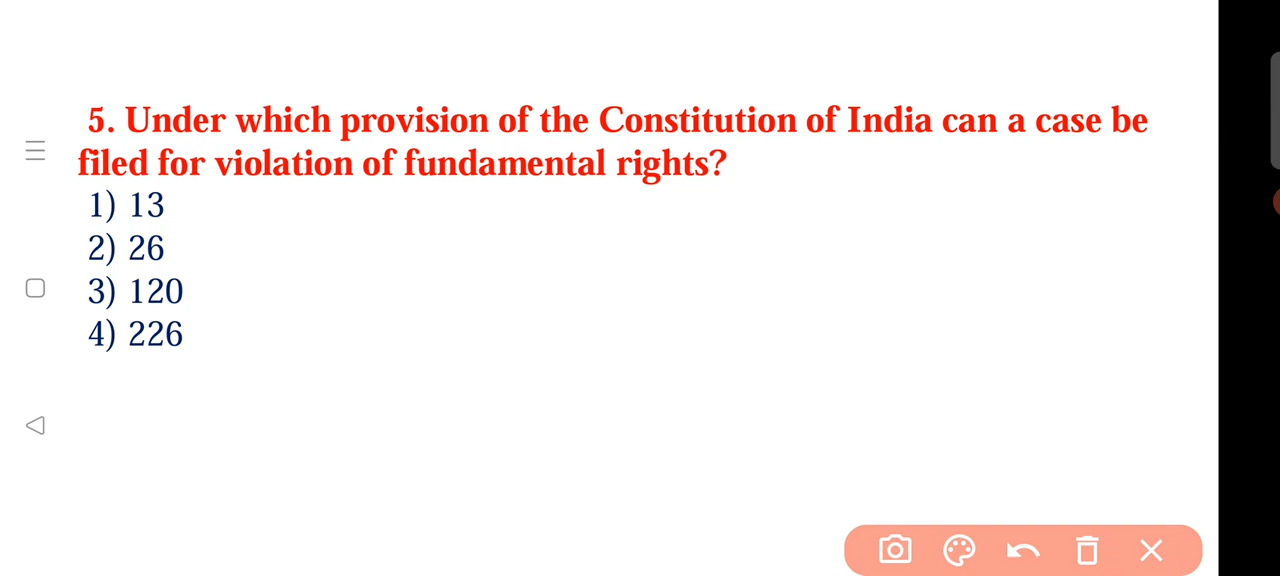 5. Under which provision of the Constitution of India can a case be
filed for violation of fundamental rights?
1) 13
2) 26
3) 120
4) 226